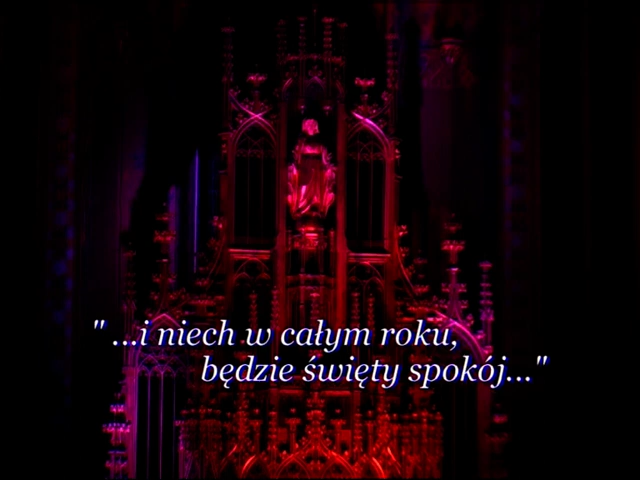 " ...i niech w całym roku,
będzie święty spokój..."